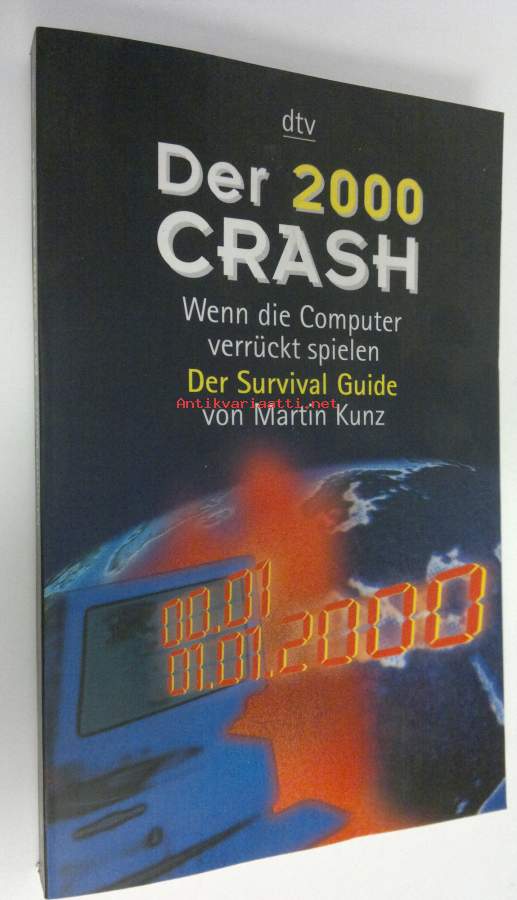 dtv
Der 2000
CRASH
Wenn die Computer
verrückt spielen
Der Survival Guide
Antikvariaatti.net
von Martin Kunz
00.01
01.01.2000